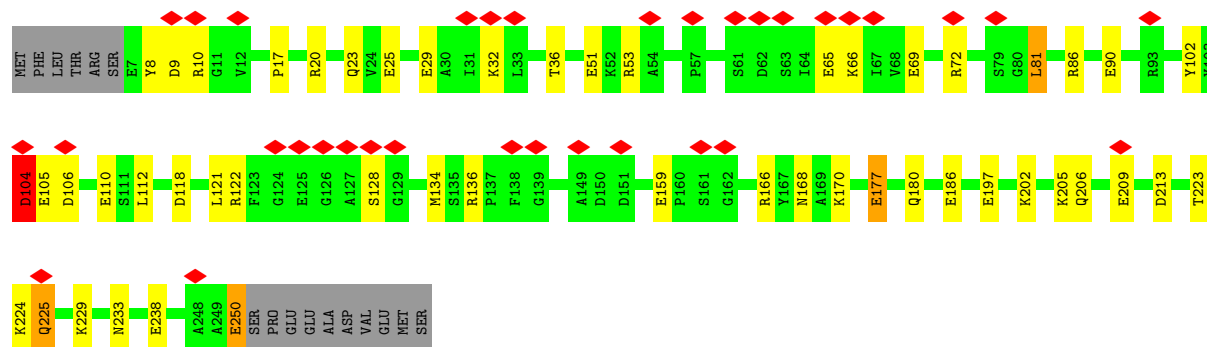 MET PHE LEU THR ARG SER E7 Y8 D9 R10 G11 V12 P17 R20 Q23 V24 E25 E29 A30 I31 K32 L33 T36 E51 K52 R53 A54 P57 S61 D62 S63 I64 E65 K66 I67 V68 E69 R72 S79 G80 L81 R86 E90 R93 Y102
D104 E105 D106 E110 S111 L112 D118 L121 R122 F123 G124 E125 G126 A127 S128 G129 M134 S135 R136 P137 F138 G139 A149 D150 D151 E159 P160 S161 G162 R166 Y167 N168 A169 K170 E177 Q180 E186 E197 K202 K205 Q206 E209 D213 T223
K224 Q225 K229 N233 E238 A248 A249 E250 SER PRO GLU GLU ALA ASP VAL GLU MET SER